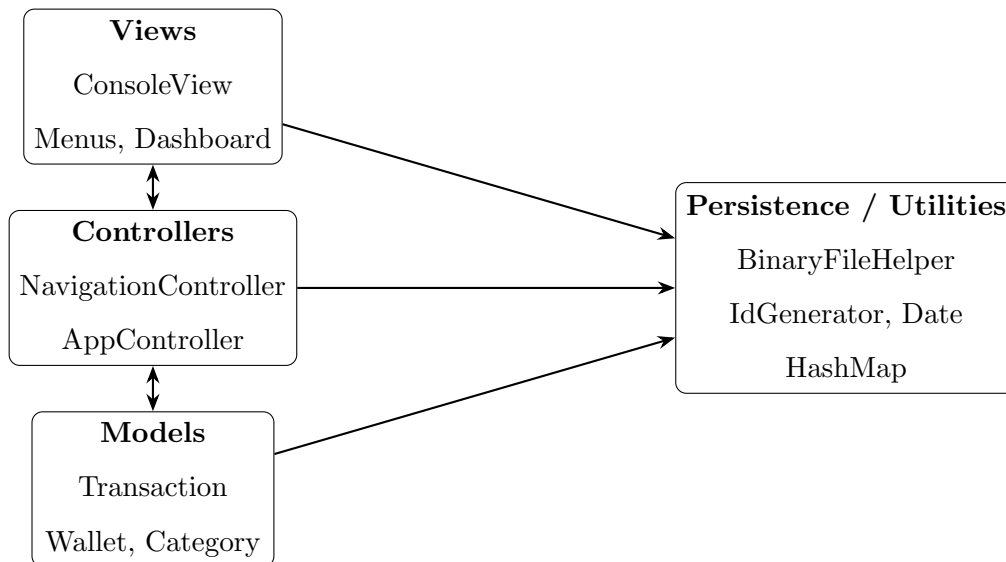 Views
ConsoleView
Menus, Dashboard
Controllers
NavigationController
AppController
Models
Transaction
Wallet, Category
Persistence / Utilities
BinaryFileHelper
IdGenerator, Date
HashMap